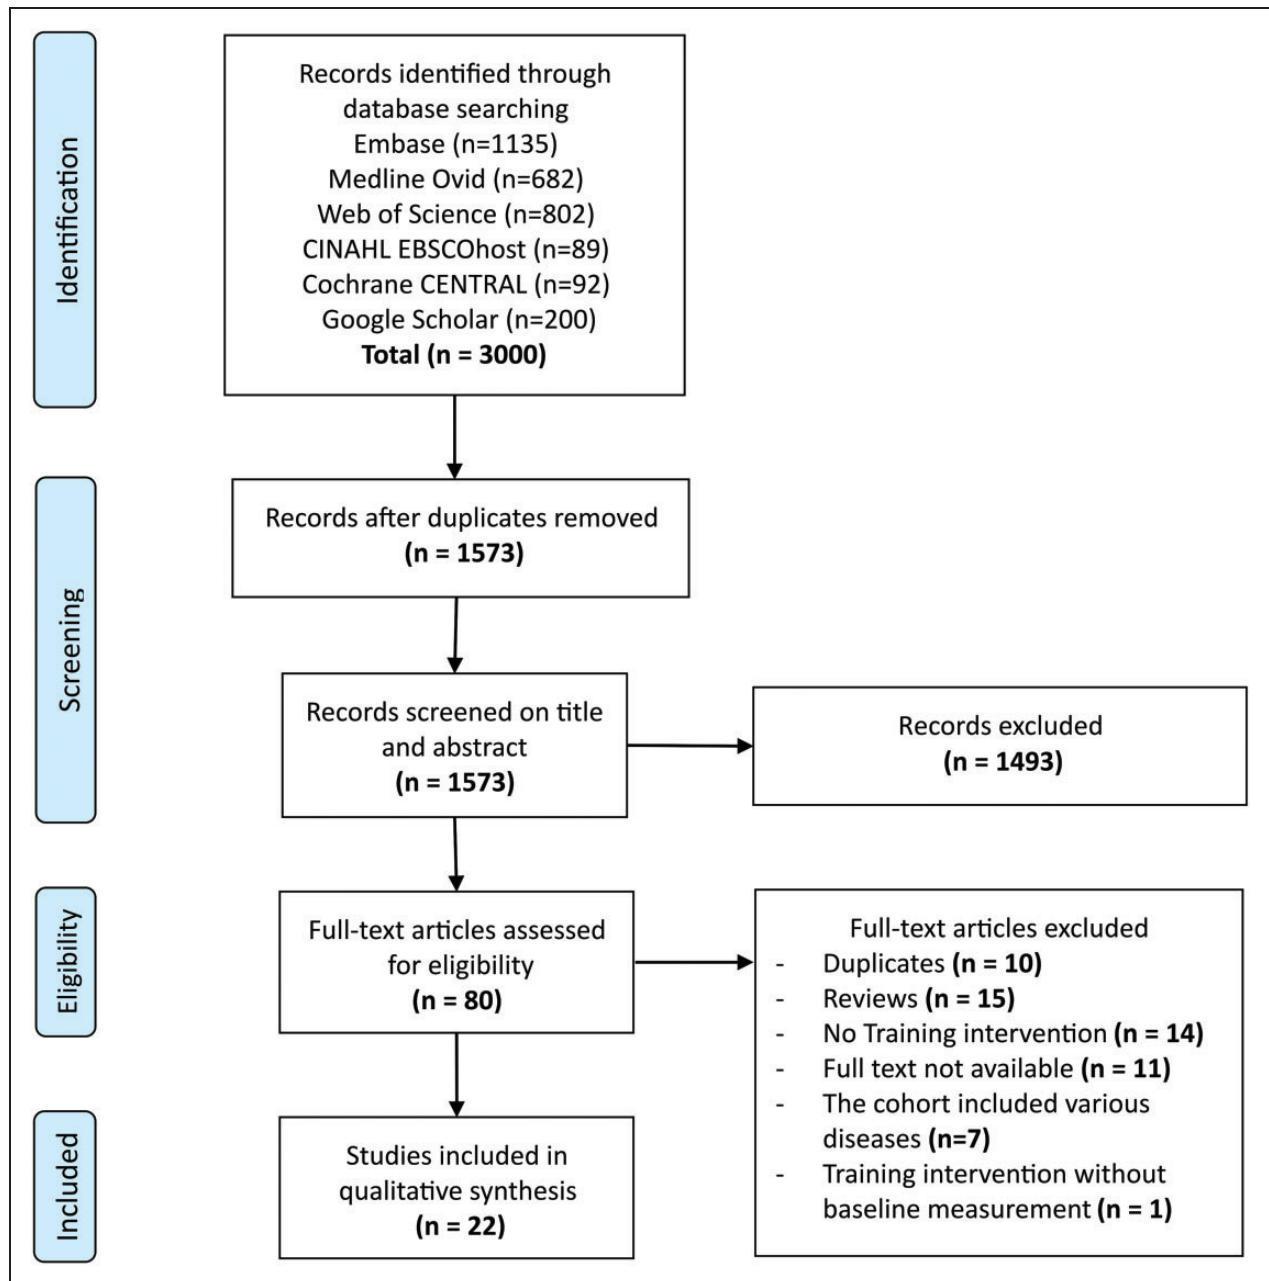 Identification
Records identified through
database searching
Embase (n=1135)
Medline Ovid (n=682)
Web of Science (n=802)
CINAHL EBSCOhost (n=89)
Cochrane CENTRAL (n=92)
Google Scholar (n=200)
Total (n = 3000)
Screening
Records after duplicates removed
(n = 1573)
Records screened on title
and abstract
(n = 1573)
Records excluded
(n = 1493)
Eligibility
Full-text articles assessed
for eligibility
(n = 80)
Full-text articles excluded
- Duplicates (n = 10)
- Reviews (n = 15)
- No Training intervention (n = 14)
- Full text not available (n = 11)
- The cohort included various
diseases (n=7)
- Training intervention without
baseline measurement (n = 1)
Included
Studies included in
qualitative synthesis
(n = 22)